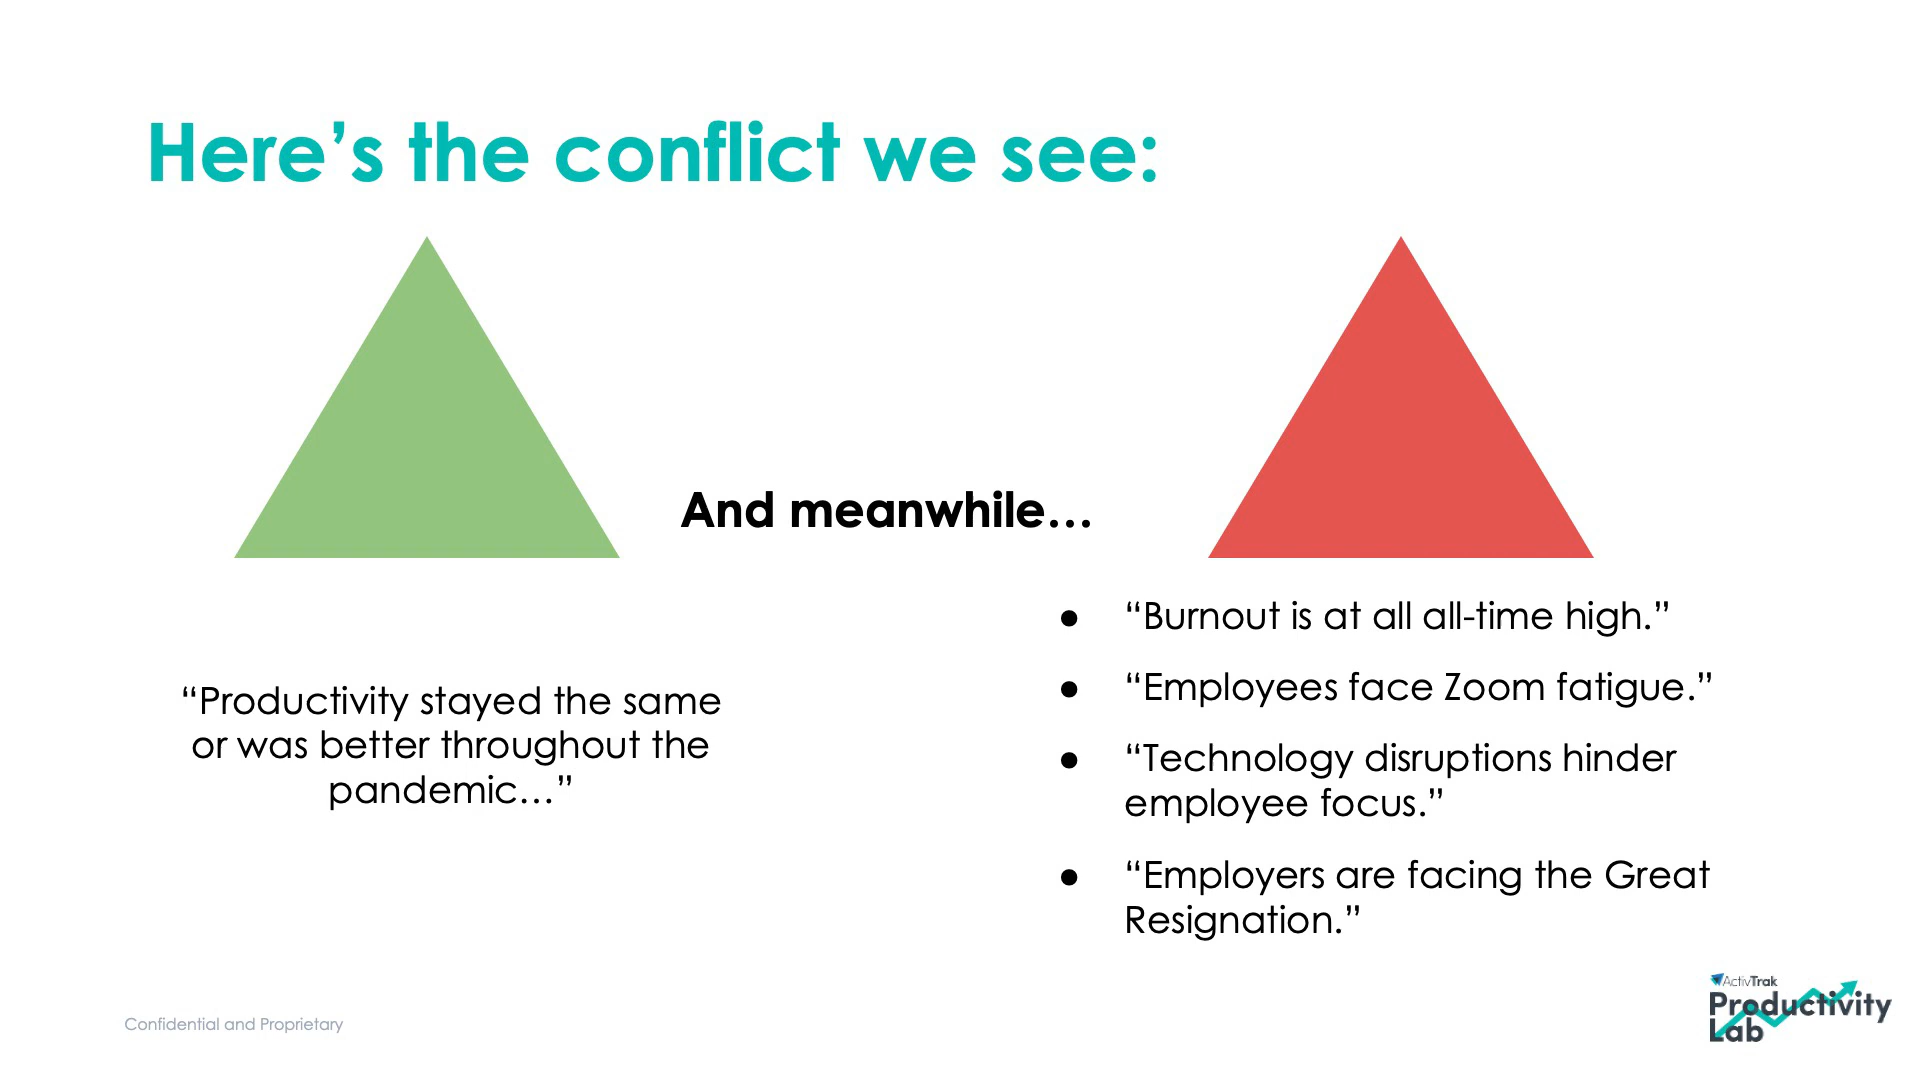 Here’s the conflict we see:
And meanwhile…
“Productivity stayed the same
or was better throughout the
pandemic…”
● “Burnout is at all all-time high.”
● “Employees face Zoom fatigue.”
● “Technology disruptions hinder
employee focus.”
● “Employers are facing the Great
Resignation.”
Confidential and Proprietary
ActivTrak
Productivity
Lab